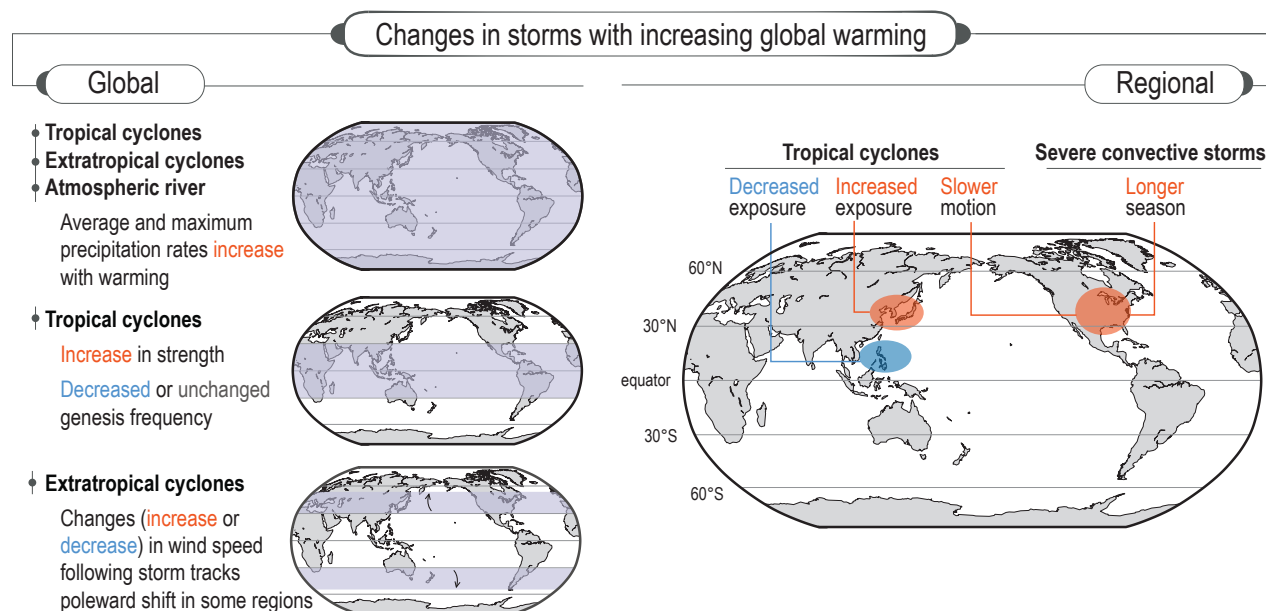 Changes in storms with increasing global warming
Global
Tropical cyclones
Extratropical cyclones
Atmospheric river
Average and maximum
precipitation rates increase
with warming
Tropical cyclones
Increase in strength
Decreased or unchanged
genesis frequency
Extratropical cyclones
Changes (increase or
decrease) in wind speed
following storm tracks
poleward shift in some regions
Regional
Tropical cyclones
Decreased
exposure
Increased
exposure
Slower
motion
Severe convective storms
Longer
season
60°N
30°N
equator
30°S
60°S